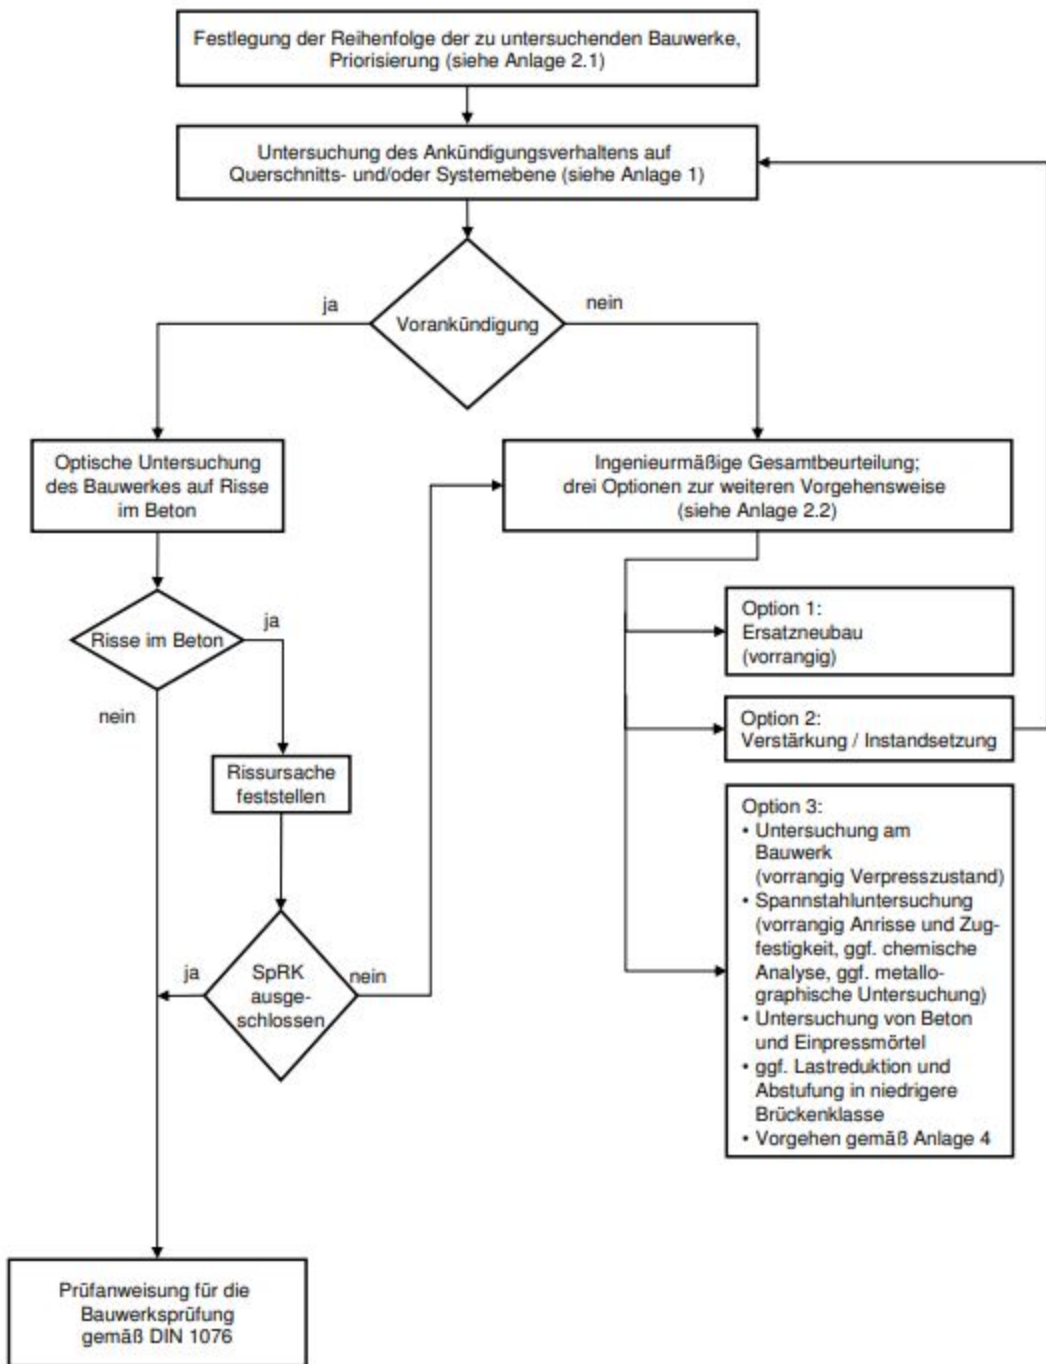 Festlegung der Reihenfolge der zu untersuchenden Bauwerke,
Priorisierung (siehe Anlage 2.1)
Untersuchung des Ankündigungsverhaltens auf
Querschnitts- und/oder Systemebene (siehe Anlage 1)
ja
nein
Vorankündigung
Optische Untersuchung
des Bauwerkes auf Risse
im Beton
Ingenieurmäßige Gesamtbeurteilung;
drei Optionen zur weiteren Vorgehensweise
(siehe Anlage 2.2)
Risse im Beton
ja
nein
Rissursache
feststellen
SpRK
ausge-
schlossen
ja
nein
Option 1:
Ersatzneubau
(vorrangig)
Option 2:
Verstärkung / Instandsetzung
Option 3:
• Untersuchung am
Bauwerk
(vorrangig Verpresszustand)
• Spannstahluntersuchung
(vorrangig Anrisse und Zug-
festigkeit, ggf. chemische
Analyse, ggf. metallo-
graphische Untersuchung)
• Untersuchung von Beton
und Einpressmörtel
• ggf. Lastreduktion und
Abstufung in niedrigere
Brückenklasse
• Vorgehen gemäß Anlage 4
Prüfanweisung für die
Bauwerksprüfung
gemäß DIN 1076